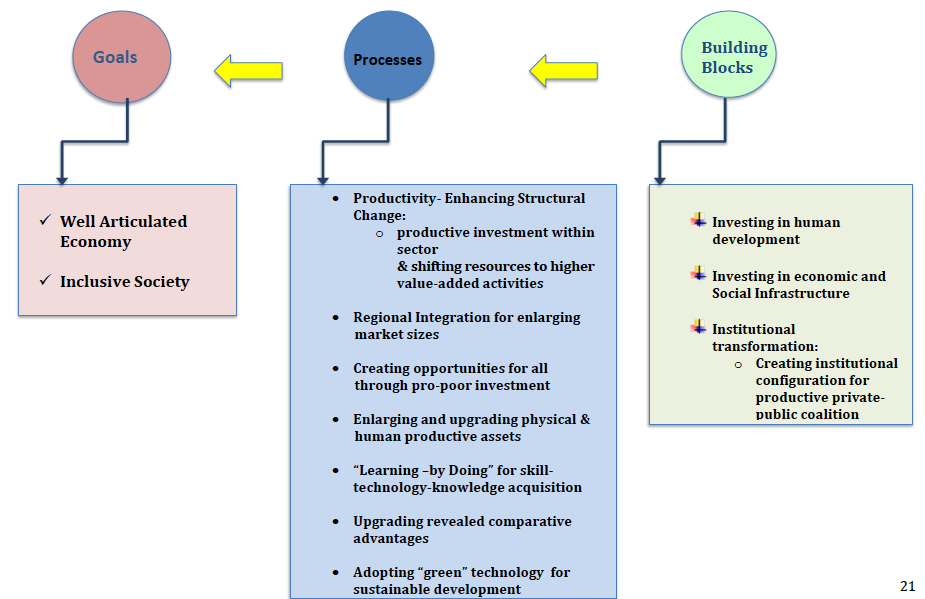 Goals
Processes
Building
Blocks
✓ Well Articulated
Economy
✓ Inclusive Society
• Productivity- Enhancing Structural
Change:
o productive investment within
sector
& shifting resources to higher
value-added activities
• Regional Integration for enlarging
market sizes
• Creating opportunities for all
through pro-poor investment
• Enlarging and upgrading physical &
human productive assets
• “Learning –by Doing” for skill-
technology-knowledge acquisition
• Upgrading revealed comparative
advantages
• Adopting “green” technology for
sustainable development
Investing in human
development
Investing in economic and
Social Infrastructure
Institutional
transformation:
o Creating institutional
configuration for
productive private-
public coalition
21